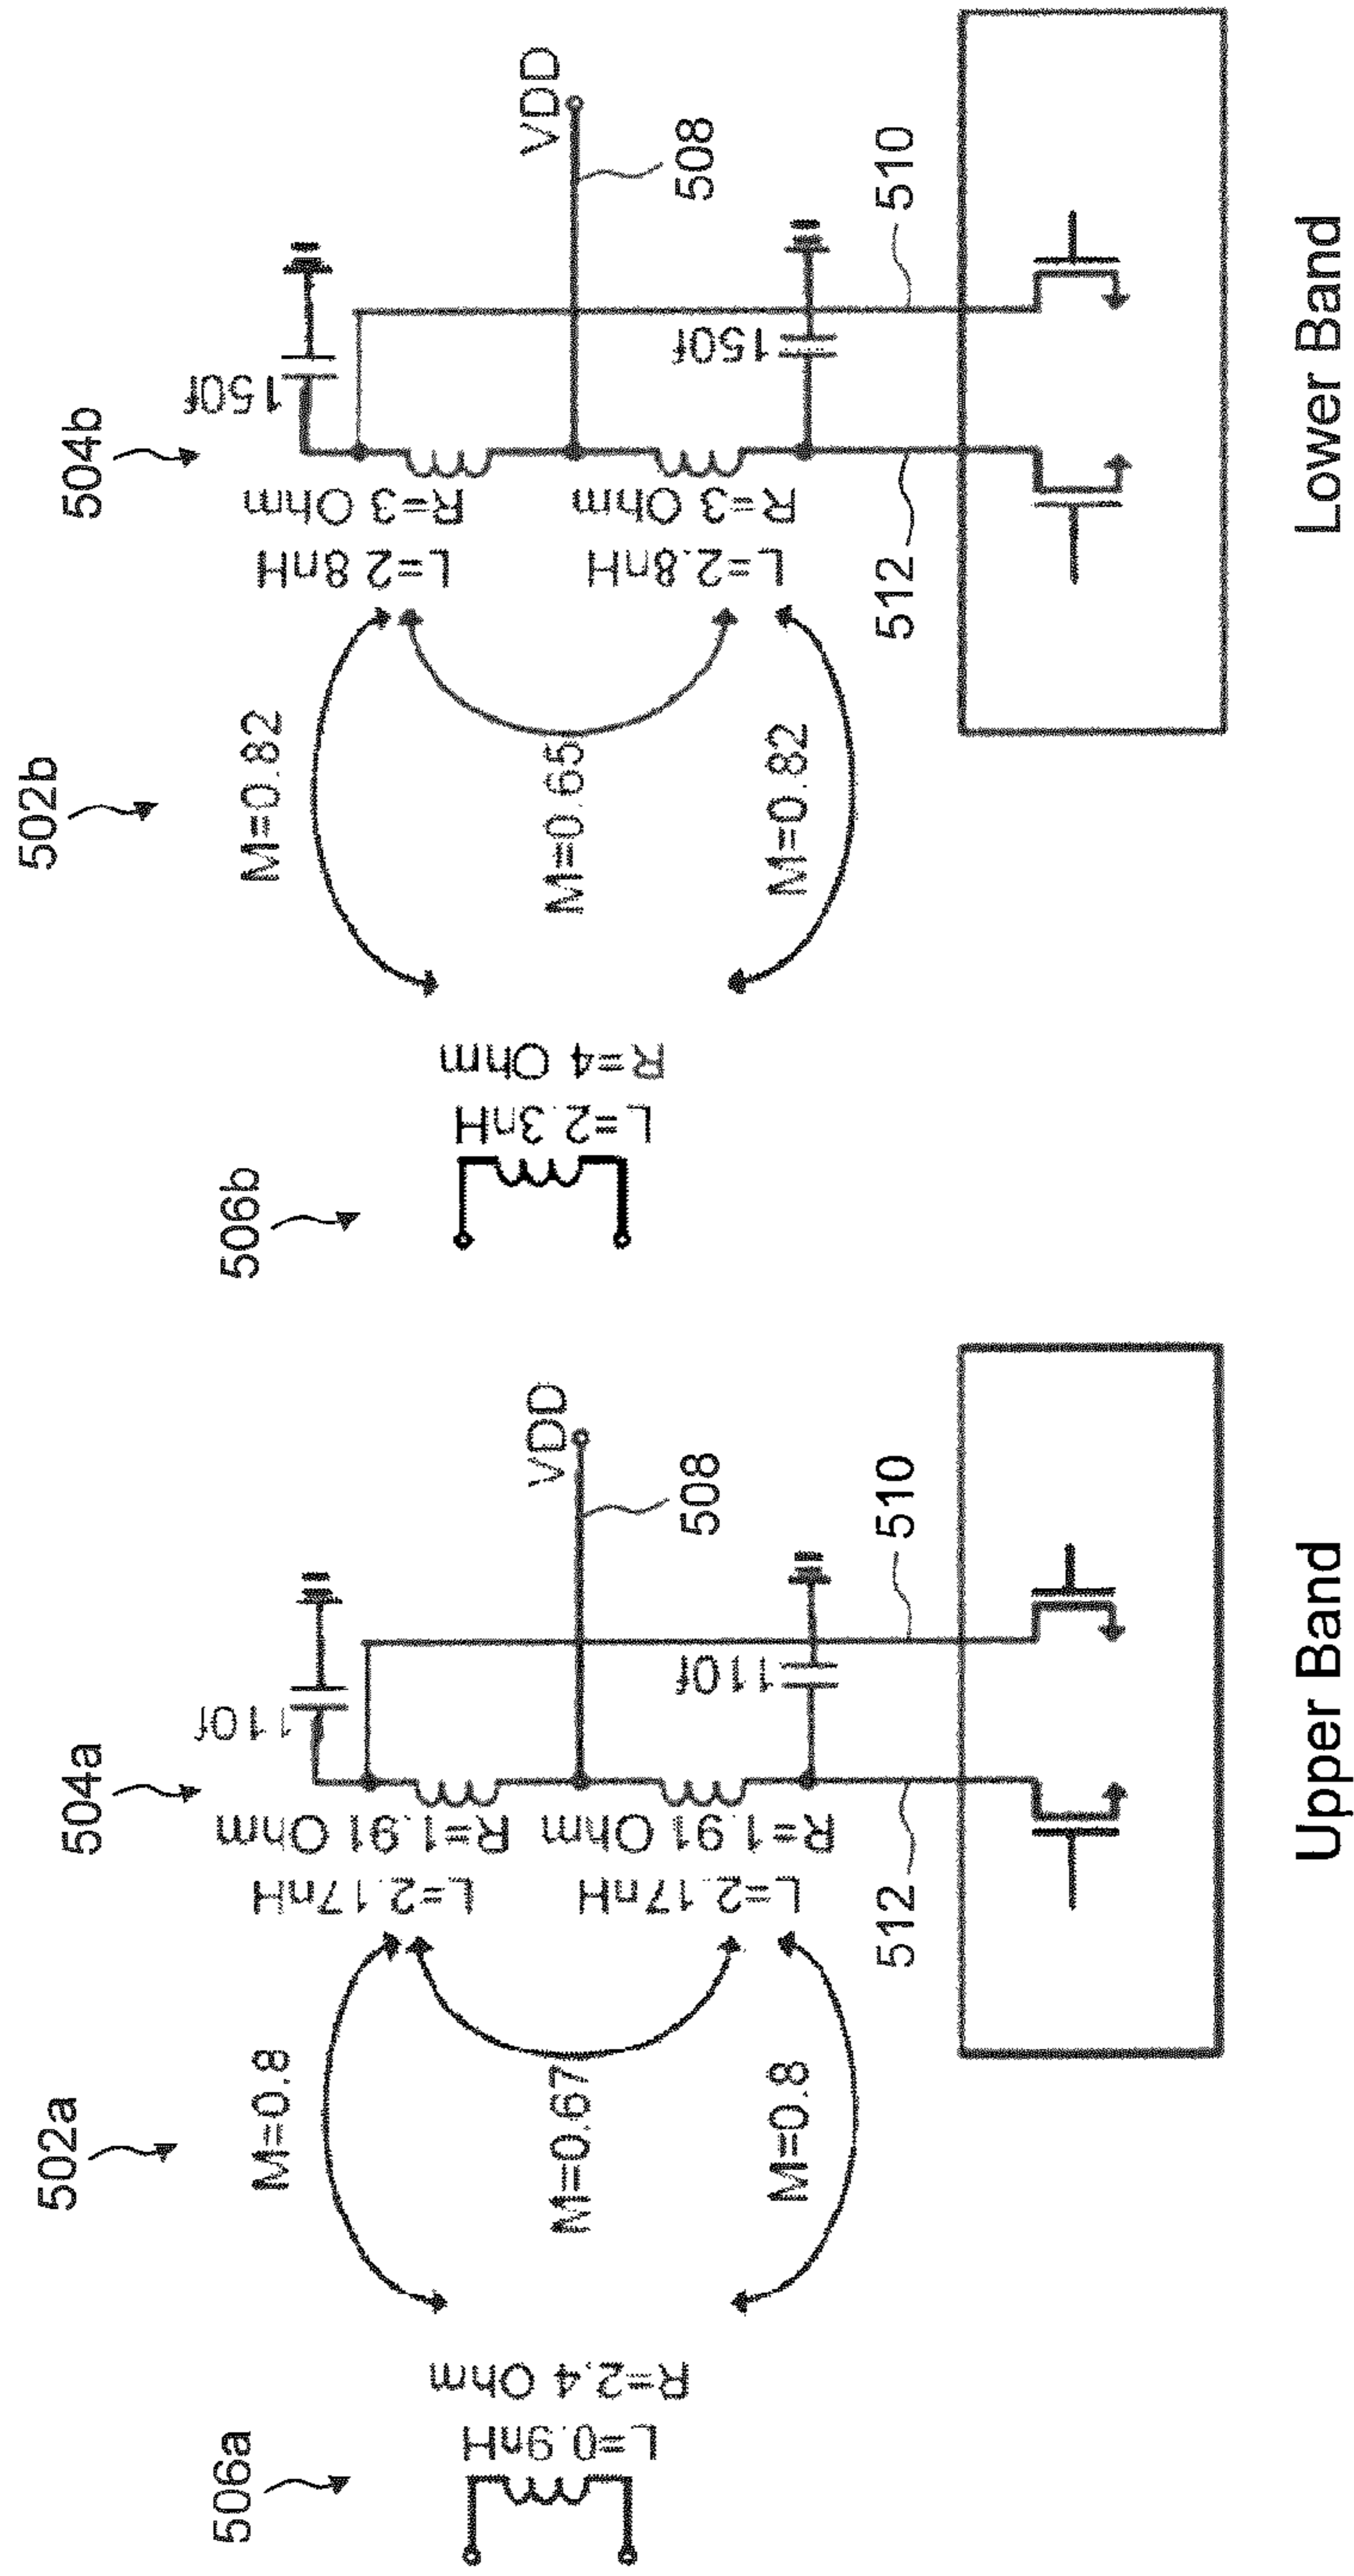 502a
504a
506a
M=0.8
110f
R=1.91 Ohm
L=2.17nH
VDD
508
M=0.67
R=2.4 Ohm
L=0.9nH
R=1.91 Ohm
L=2.17nH
110f
M=0.8
512
510
Upper Band
502b
504b
506b
M=0.82
150f
R=3 Ohm
L=2.8nH
VDD
508
M=0.65
R=4 Ohm
L=2.3nH
R=3 Ohm
L=2.8nH
150f
M=0.82
512
510
Lower Band